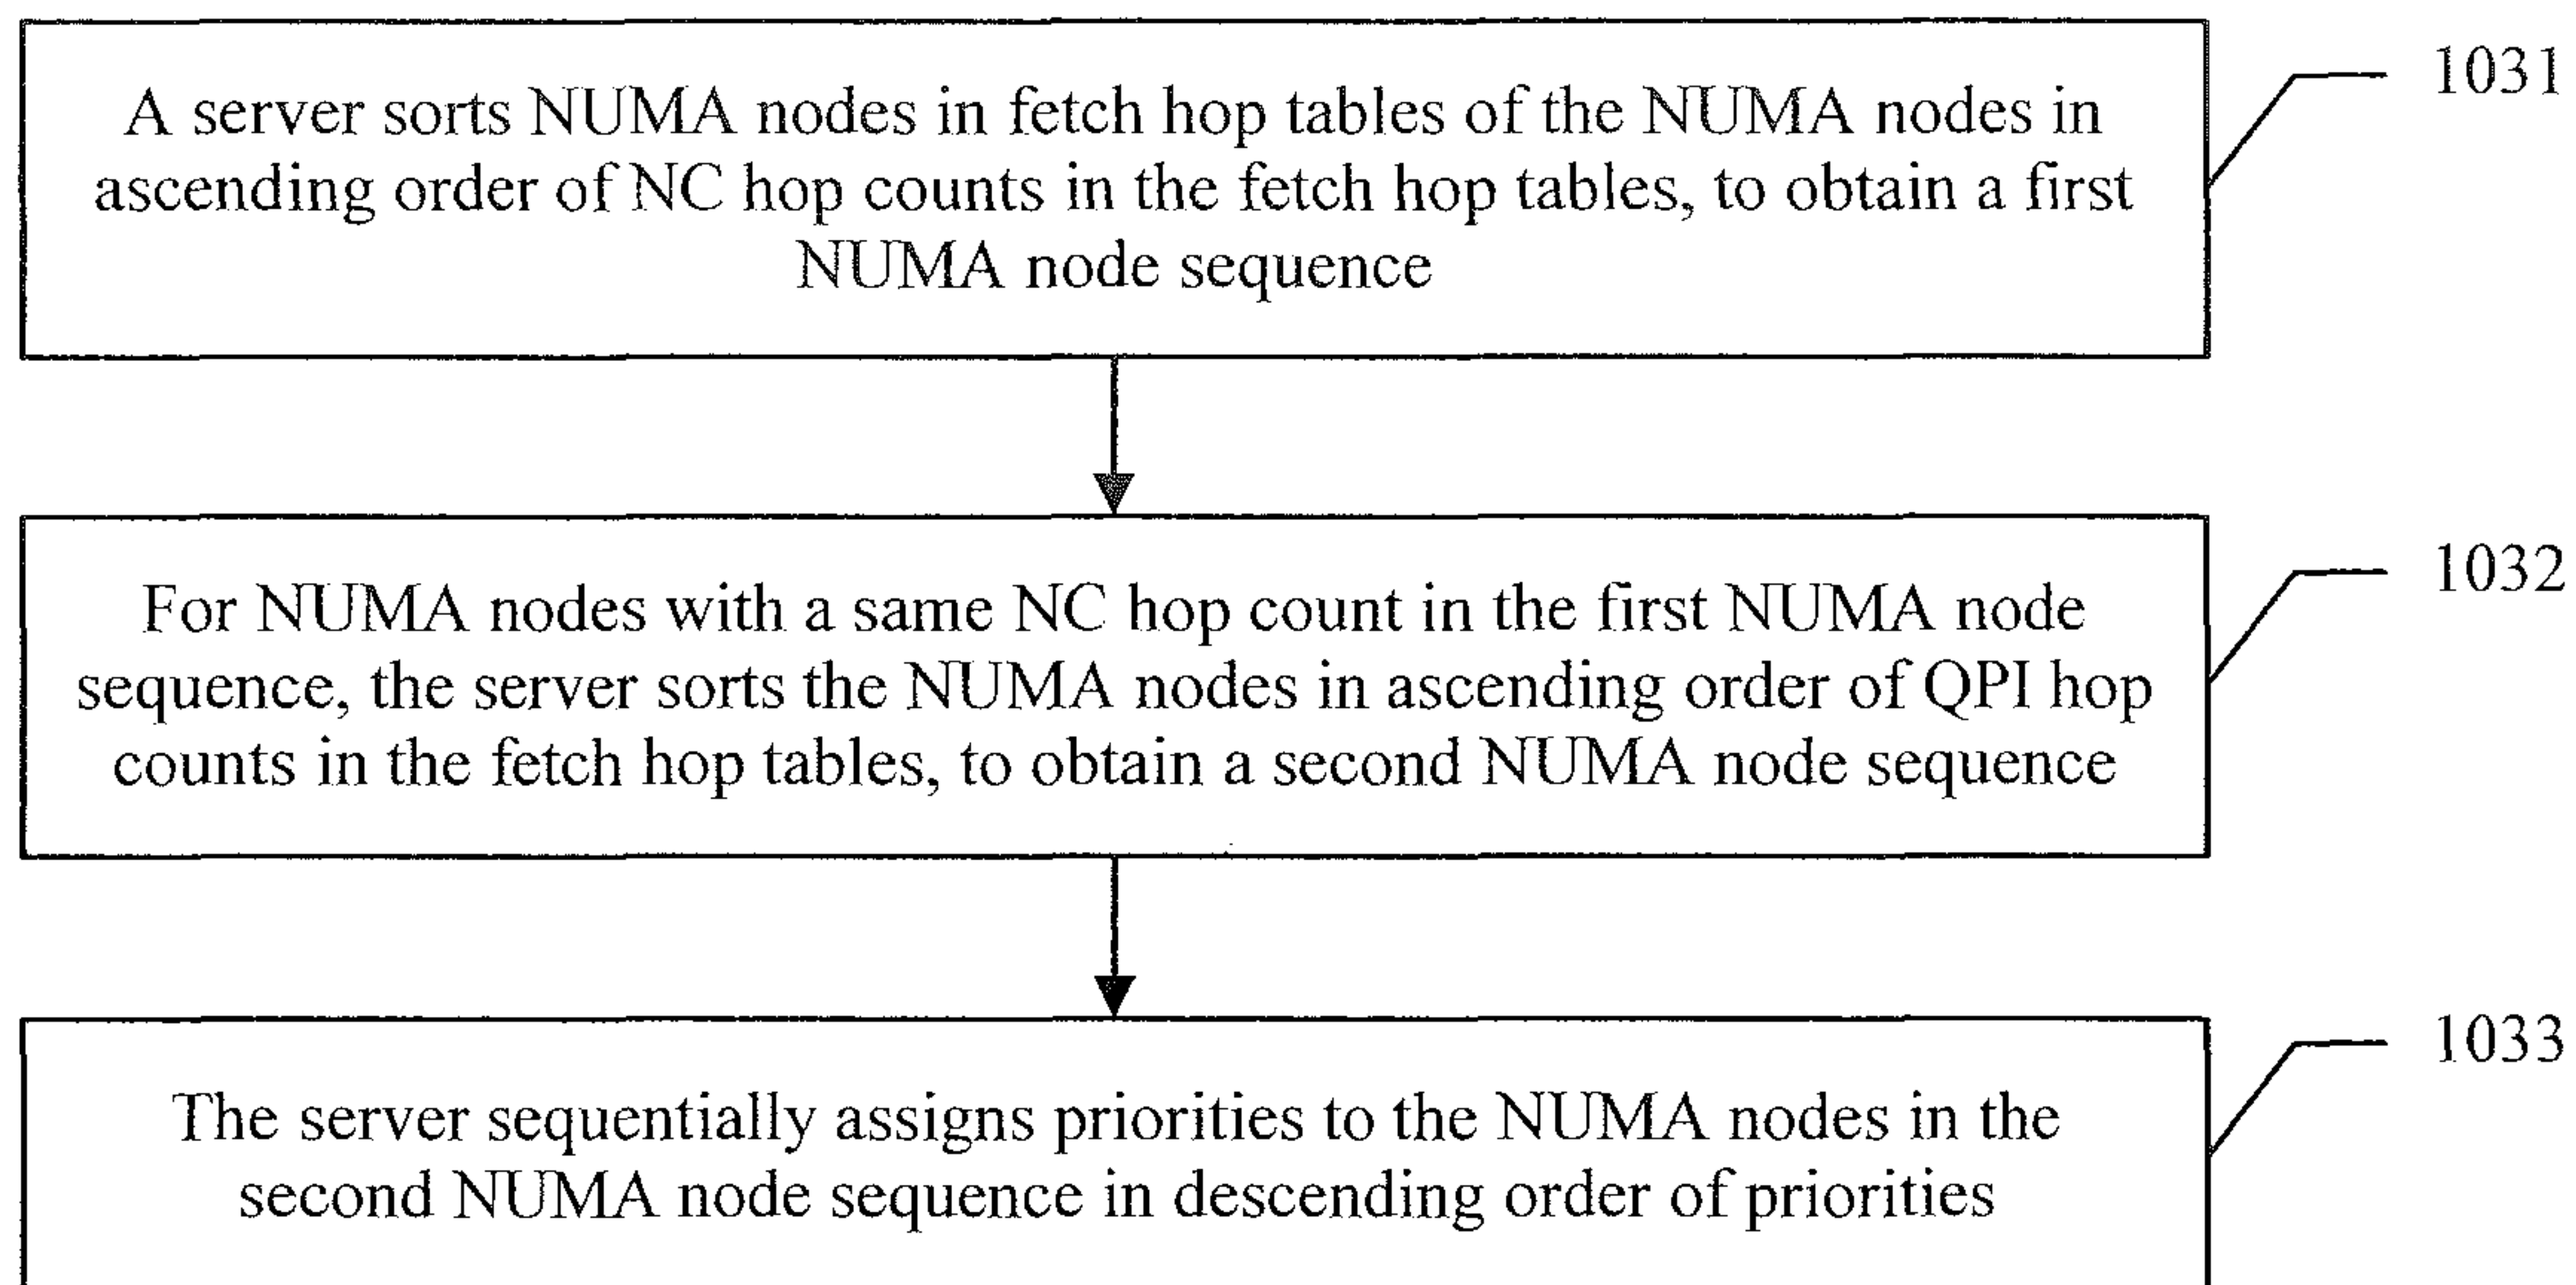 A server sorts NUMA nodes in fetch hop tables of the NUMA nodes in
ascending order of NC hop counts in the fetch hop tables, to obtain a first
NUMA node sequence
1031
For NUMA nodes with a same NC hop count in the first NUMA node
sequence, the server sorts the NUMA nodes in ascending order of QPI hop
counts in the fetch hop tables, to obtain a second NUMA node sequence
1032
The server sequentially assigns priorities to the NUMA nodes in the
second NUMA node sequence in descending order of priorities
1033